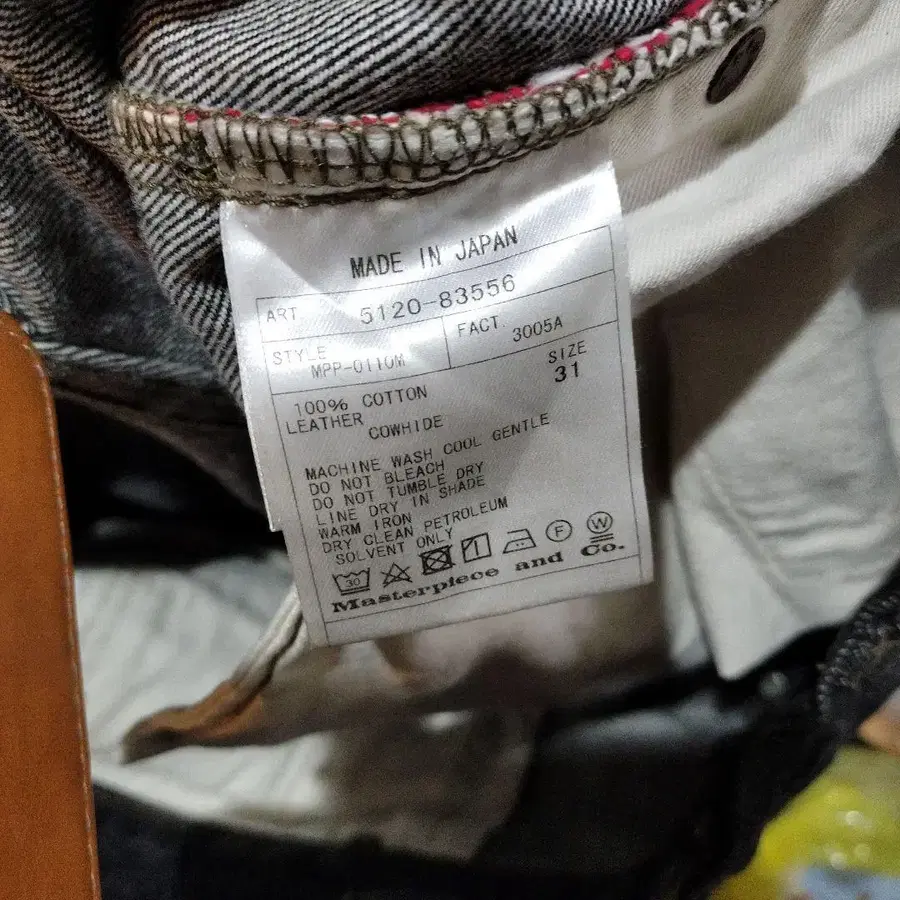 MADE IN JAPAN
ART 5120-83556
STYLE MPP-0110M FACT 3005A
SIZE
31
100% COTTON
LEATHER COWHIDE
MACHINE WASH COOL GENTLE
DO NOT BLEACH
DO NOT TUMBLE DRY
LINE DRY IN SHADE
WARM IRON
DRY CLEAN PETROLEUM
SOLVENT ONLY
30 F W
Masterpiece and Co.